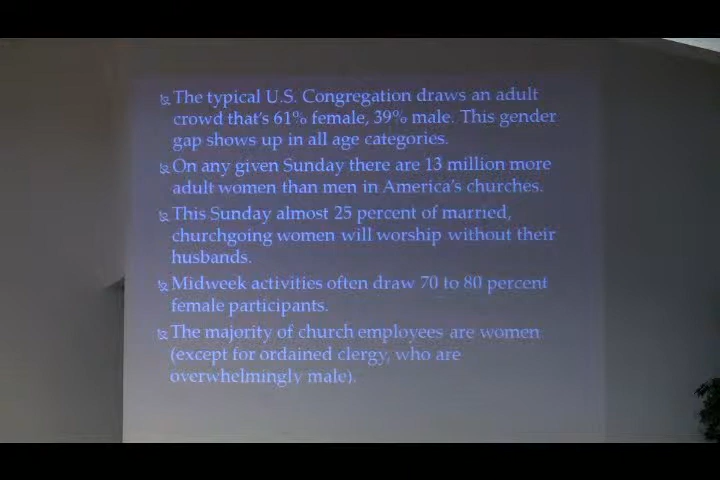 The typical U.S. Congregation draws an adult
crowd that's 61% female, 39% male. This gender
gap shows up in all age categories.
On any given Sunday there are 13 million more
adult women than men in America's churches.
This Sunday almost 25 percent of married,
churchgoing women will worship without their
husbands.
Midweek activities often draw 70 to 80 percent
female participants.
The majority of church employees are women
(except for ordained clergy, who are
overwhelmingly male).